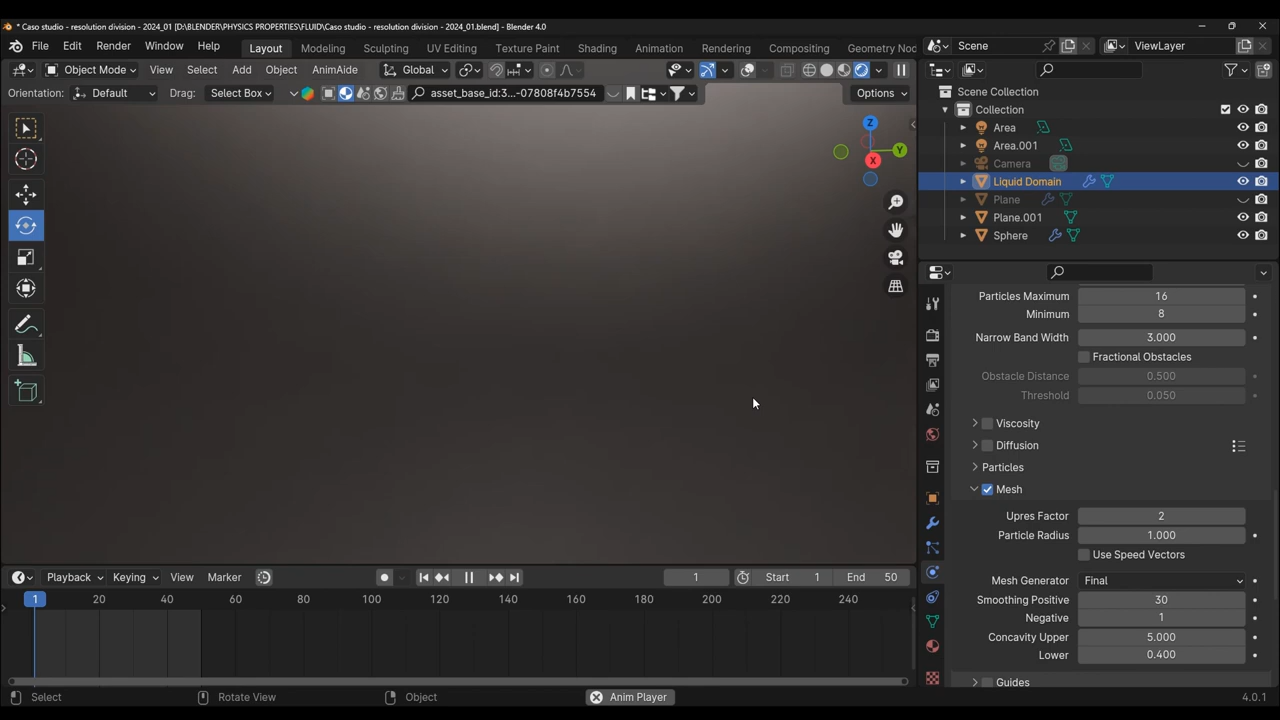 * Caso studio - resolution division - 2024_01 [D:\BLENDER\PHYSICS PROPERTIES\FLUID\Caso studio - resolution division - 2024_01.blend] - Blender 4.0
File Edit Render Window Help Layout Modeling Sculpting UV Editing Texture Paint Shading Animation Rendering Compositing Geometry Nod Scene ViewLayer
Object Mode View Select Add Object AnimAide Global
Orientation: Default Drag: Select Box asset_base_id:3...-07808f4b7554 Options
Scene Collection
Collection
Area
Area.001
Camera
Liquid Domain
Plane
Plane.001
Sphere
Z
Y
X
Particles Maximum 16
Minimum 8
Narrow Band Width 3.000
Fractional Obstacles
Obstacle Distance 0.500
Threshold 0.050
Viscosity
Diffusion
Particles
Mesh
Upres Factor 2
Particle Radius 1.000
Use Speed Vectors
Mesh Generator Final
Smoothing Positive 30
Negative 1
Concavity Upper 5.000
Lower 0.400
Guides
Playback Keying View Marker 1 Start 1 End 50
1 20 40 60 80 100 120 140 160 180 200 220 240
Select Rotate View Object Anim Player 4.0.1